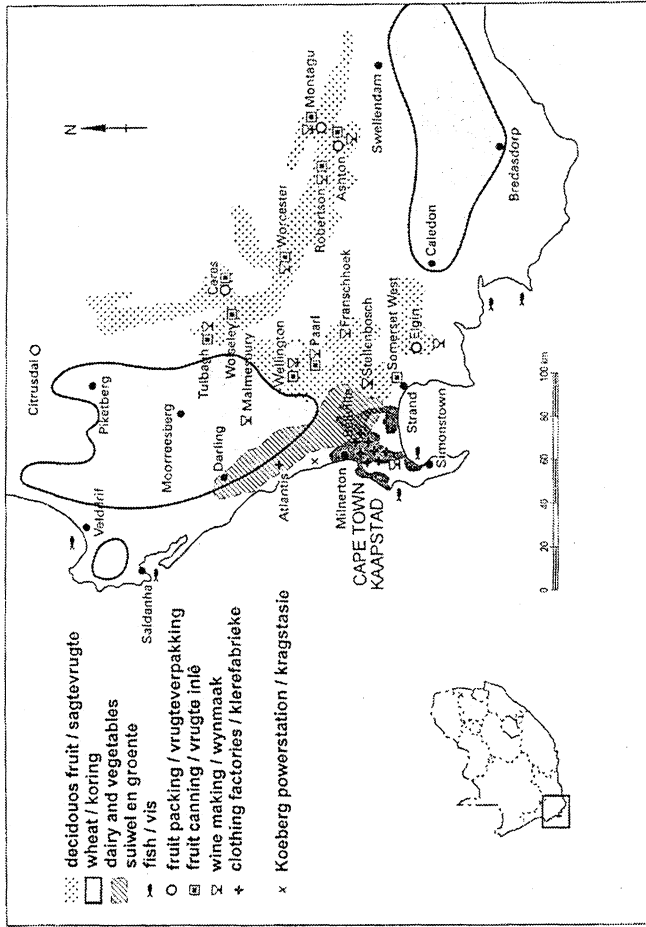 decidouos fruit / sagtevrugte
wheat / koring
dairy and vegetables
suiwel en groente
fish / vis
fruit packing / vrugteverpakking
fruit canning / vrugte inlê
wine making / wynmaak
clothing factories / klerefabrieke
Koeberg powerstation / kragstasie
N
Citrusdal
Piketberg
Moorreesberg
Saldanha
Darling
Atlantis
Malmesbury
Tulbagh
Wolseley
Ceres
Worcester
Robertson
Montagu
Ashton
Wellington
Paarl
Franschhoek
Stellenbosch
Somerset West
Elgin
Milnerton
CAPE TOWN
KAAPSTAD
Strand
Simonstown
Swellendam
Caledon
Bredasdorp
0 20 40 60 80 100 km